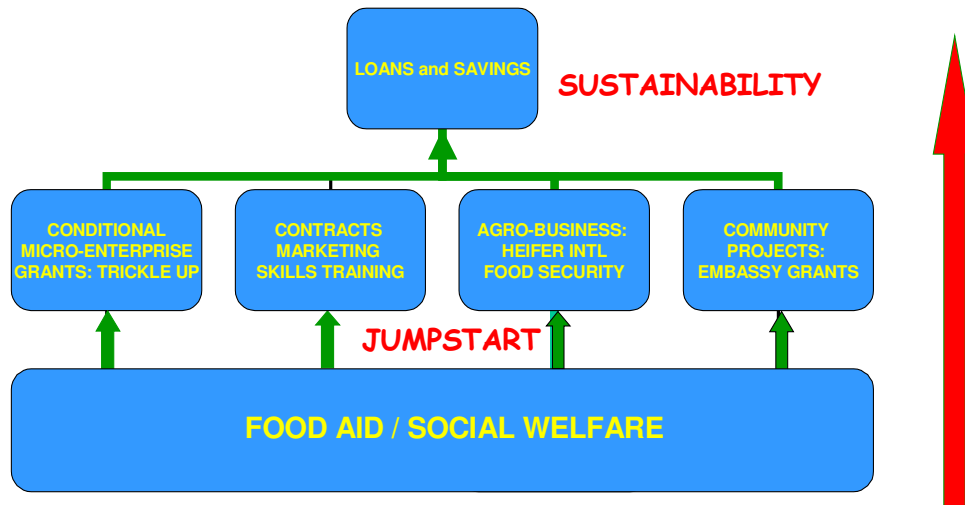 LOANS and SAVINGS
SUSTAINABILITY
CONDITIONAL
MICRO-ENTERPRISE
GRANTS: TRICKLE UP
CONTRACTS
MARKETING
SKILLS TRAINING
AGRO-BUSINESS:
HEIFER INTL
FOOD SECURITY
COMMUNITY
PROJECTS:
EMBASSY GRANTS
JUMPSTART
FOOD AID / SOCIAL WELFARE